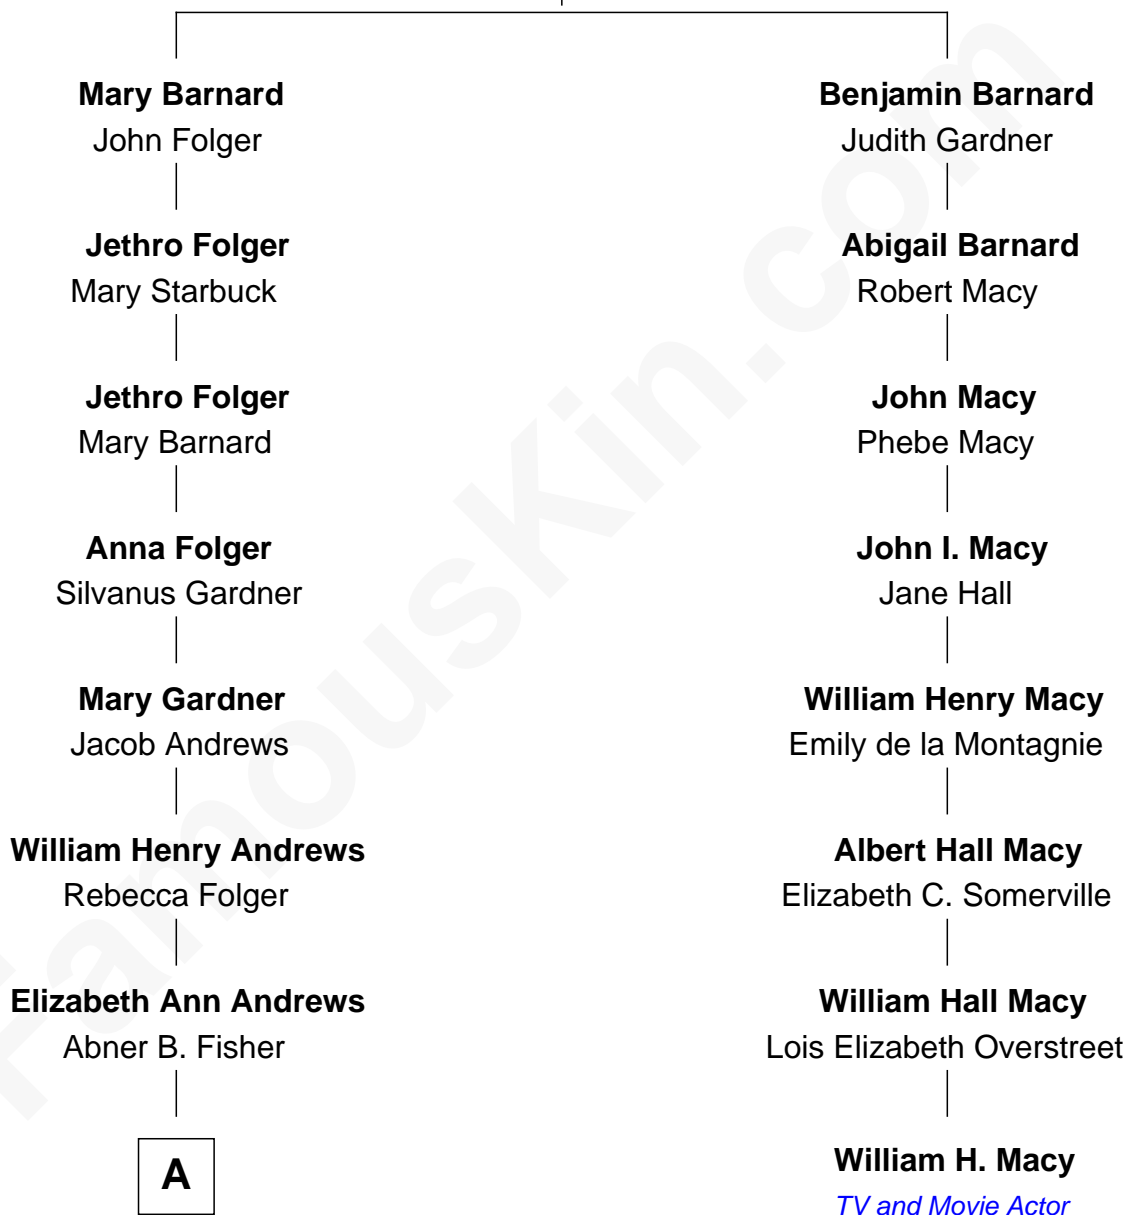 Mary Barnard
John Folger
Jethro Folger
Mary Starbuck
Jethro Folger
Mary Barnard
Anna Folger
Silvanus Gardner
Mary Gardner
Jacob Andrews
William Henry Andrews
Rebecca Folger
Elizabeth Ann Andrews
Abner B. Fisher
A
Benjamin Barnard
Judith Gardner
Abigail Barnard
Robert Macy
John Macy
Phebe Macy
John I. Macy
Jane Hall
William Henry Macy
Emily de la Montagnie
Albert Hall Macy
Elizabeth C. Somerville
William Hall Macy
Lois Elizabeth Overstreet
William H. Macy
TV and Movie Actor
FamousKin.com